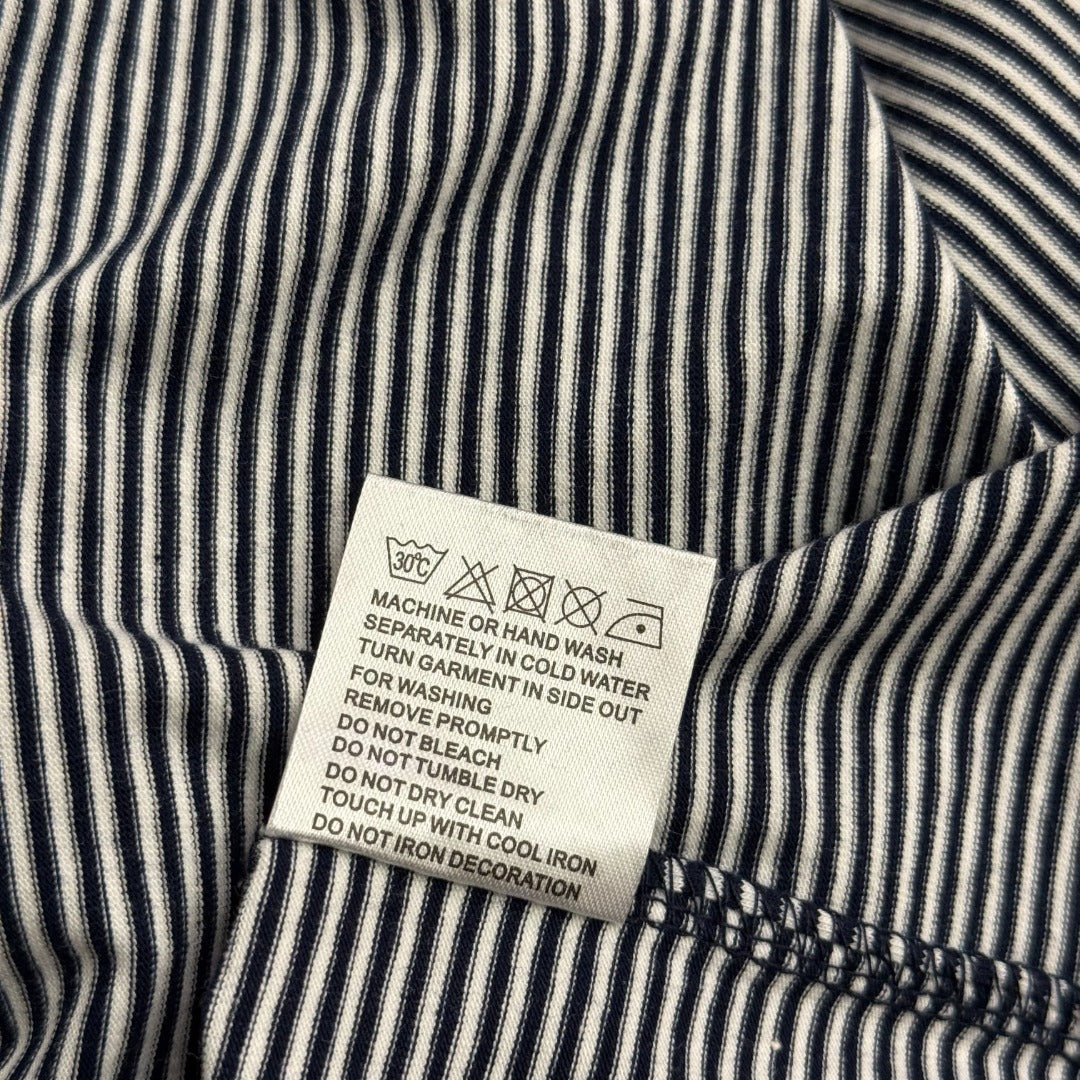 30°C
MACHINE OR HAND WASH
SEPARATELY IN COLD WATER
TURN GARMENT IN SIDE OUT
FOR WASHING
REMOVE PROMPTLY
DO NOT BLEACH
DO NOT TUMBLE DRY
DO NOT DRY CLEAN
TOUCH UP WITH COOL IRON
DO NOT IRON DECORATION